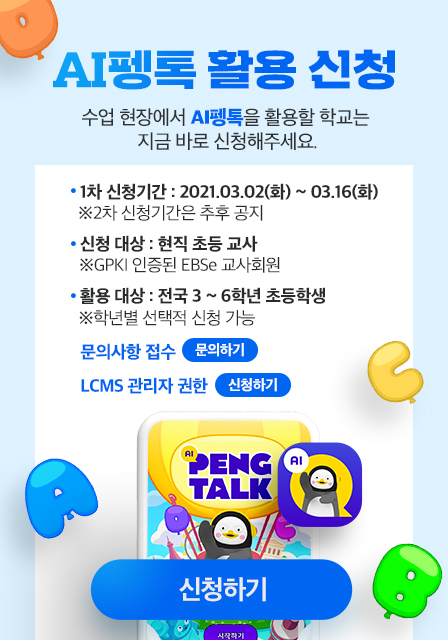 AI펭톡 활용 신청
수업 현장에서 AI펭톡을 활용할 학교는
지금 바로 신청해주세요.
• 1차 신청기간 : 2021.03.02(화) ~ 03.16(화)
※2차 신청기간은 추후 공지
• 신청 대상 : 현직 초등 교사
※GPKI 인증된 EBSe 교사회원
• 활용 대상 : 전국 3 ~ 6학년 초등학생
※학년별 선택적 신청 가능
문의사항 접수 문의하기
LCMS 관리자 권한 신청하기
AI
PENG
TALK
AI
신청하기
시작하기
A
B